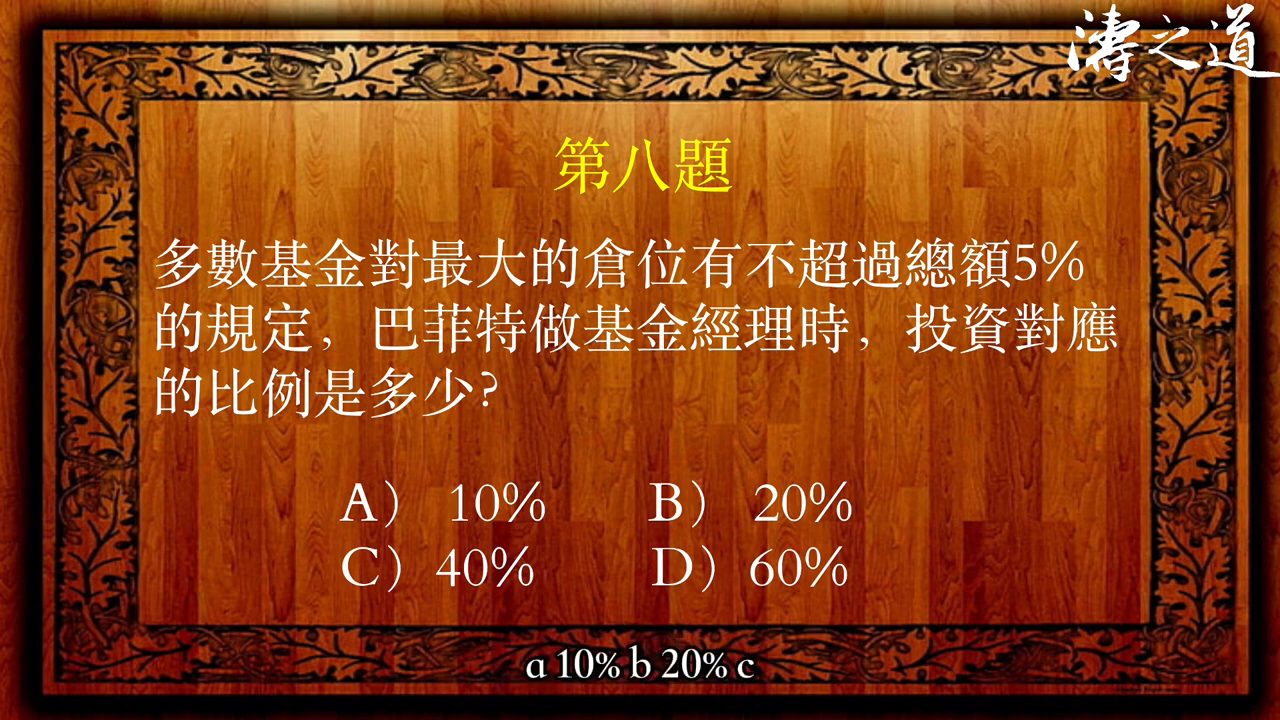 濤之道
第八題
多數基金對最大的倉位有不超過總額5%
的規定，巴菲特做基金經理時，投資對應
的比例是多少？
A） 10% B） 20%
C）40% D）60%
a 10% b 20% c